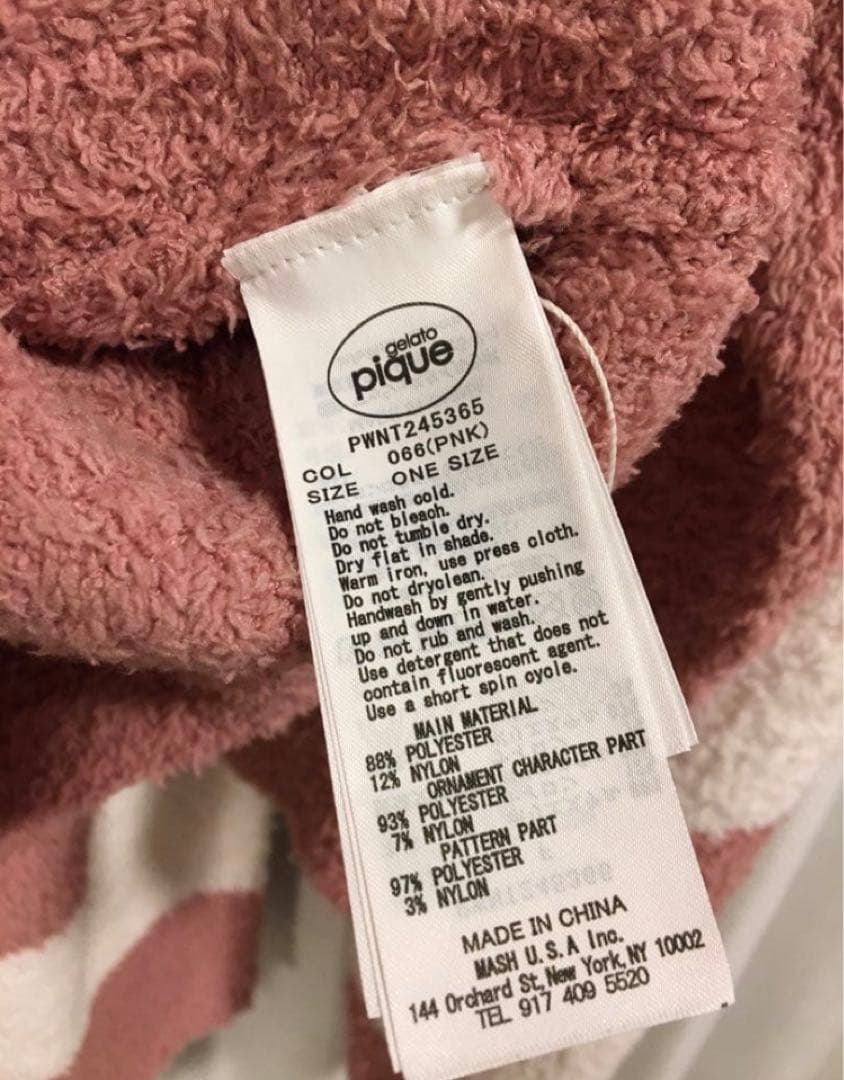 gelato
pique
PWNT245365
COL 066(PNK)
SIZE ONE SIZE
Hand wash cold.
Do not bleach.
Do not tumble dry.
Dry flat in shade.
Warm iron, use press cloth.
Do not dryclean.
Handwash by gently pushing
up and down in water.
Do not rub and wash.
Use detergent that does not
contain fluorescent agent.
Use a short spin cycle.
MAIN MATERIAL
88% POLYESTER
12% NYLON
ORNAMENT CHARACTER PART
93% POLYESTER
7% NYLON
PATTERN PART
97% POLYESTER
3% NYLON
MADE IN CHINA
MASH U.S.A Inc.
144 Orchard St, New York, NY 10002
TEL 917 409 5520